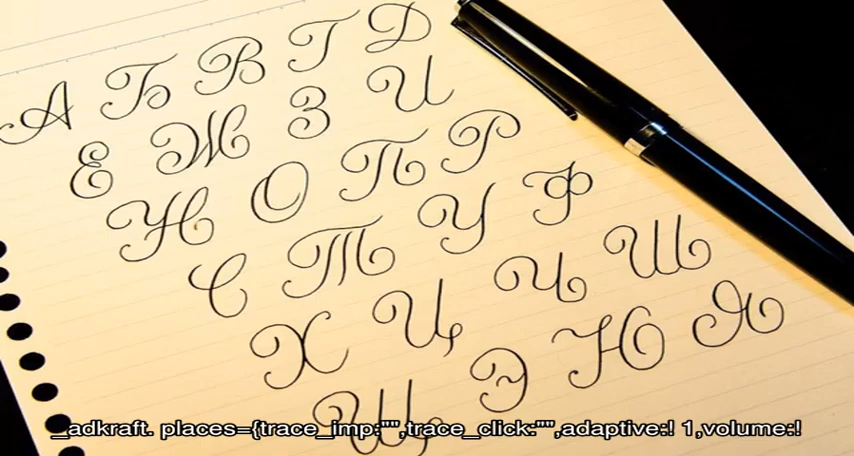 А Б В Г Д
Е Ж З И
Н О П Р
С Т У Ф
Х Ц Ч Ш
Щ Э Ю Я
_adkraft. places={trace_imp:"",trace_click:"",adaptive:! 1,volume:!